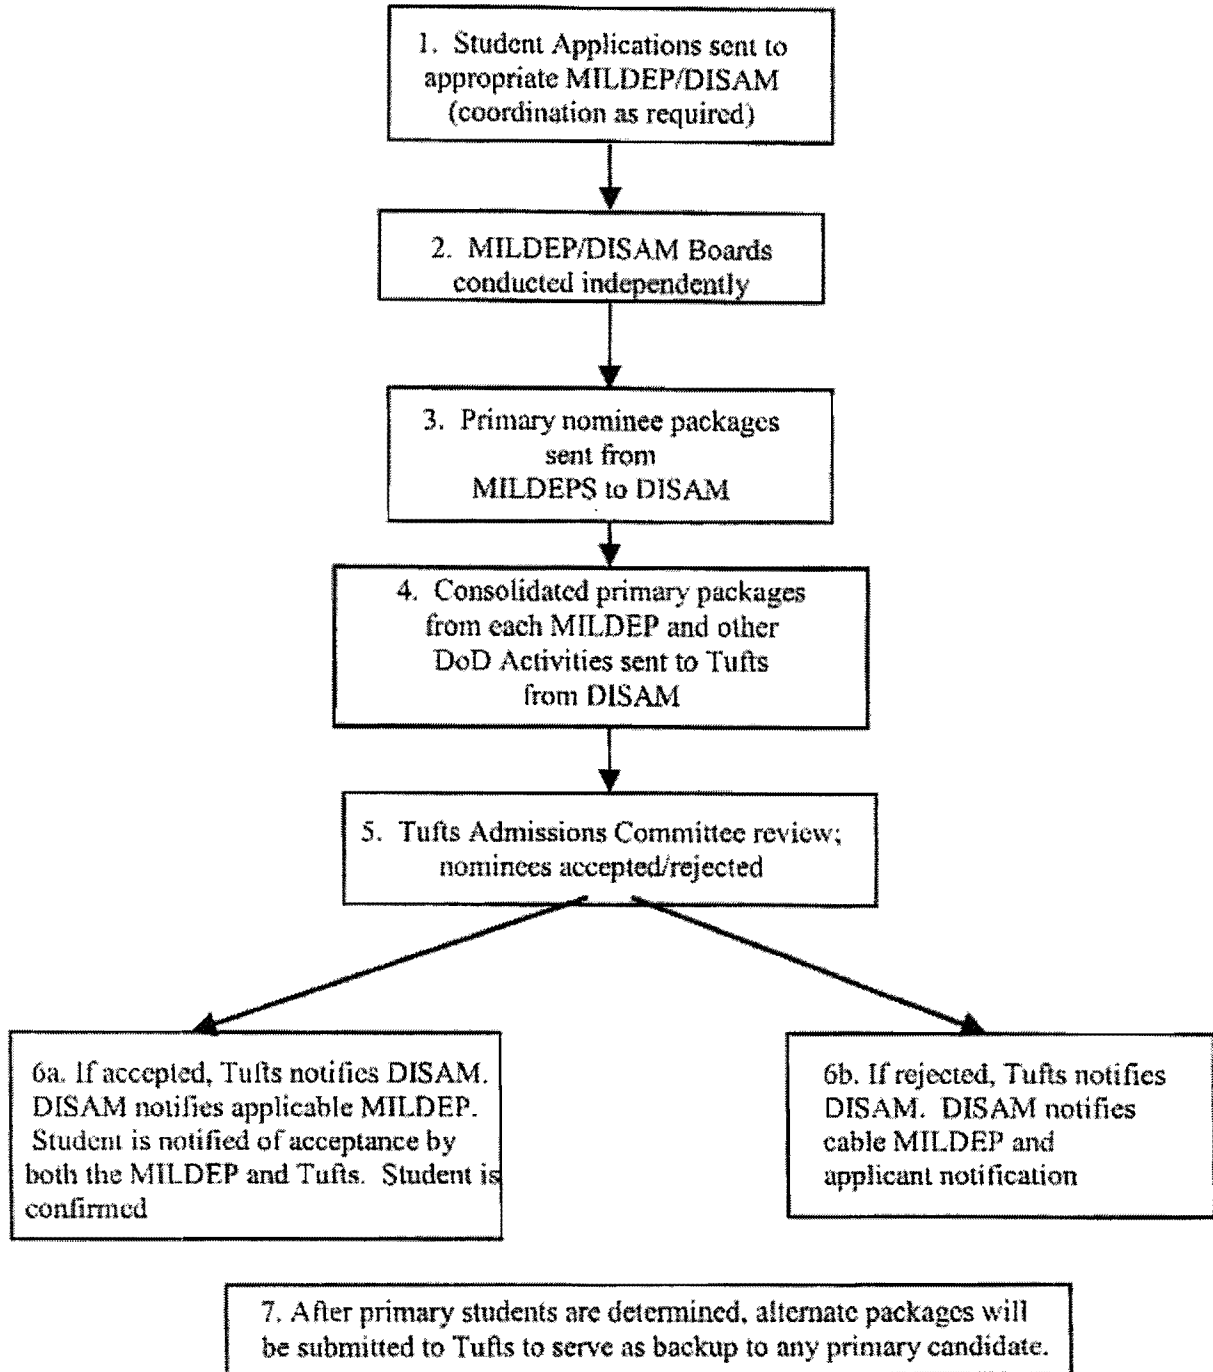 1. Student Applications sent to
appropriate MILDEP/DISAM
(coordination as required)
2. MILDEP/DISAM Boards
conducted independently
3. Primary nominee packages
sent from
MILDEPS to DISAM
4. Consolidated primary packages
from each MILDEP and other
DoD Activities sent to Tufts
from DISAM
5. Tufts Admissions Committee review;
nominees accepted/rejected
6a. If accepted, Tufts notifies DISAM.
DISAM notifies applicable MILDEP.
Student is notified of acceptance by
both the MILDEP and Tufts. Student is
confirmed
6b. If rejected, Tufts notifies
DISAM. DISAM notifies
cable MILDEP and
applicant notification
7. After primary students are determined, alternate packages will
be submitted to Tufts to serve as backup to any primary candidate.